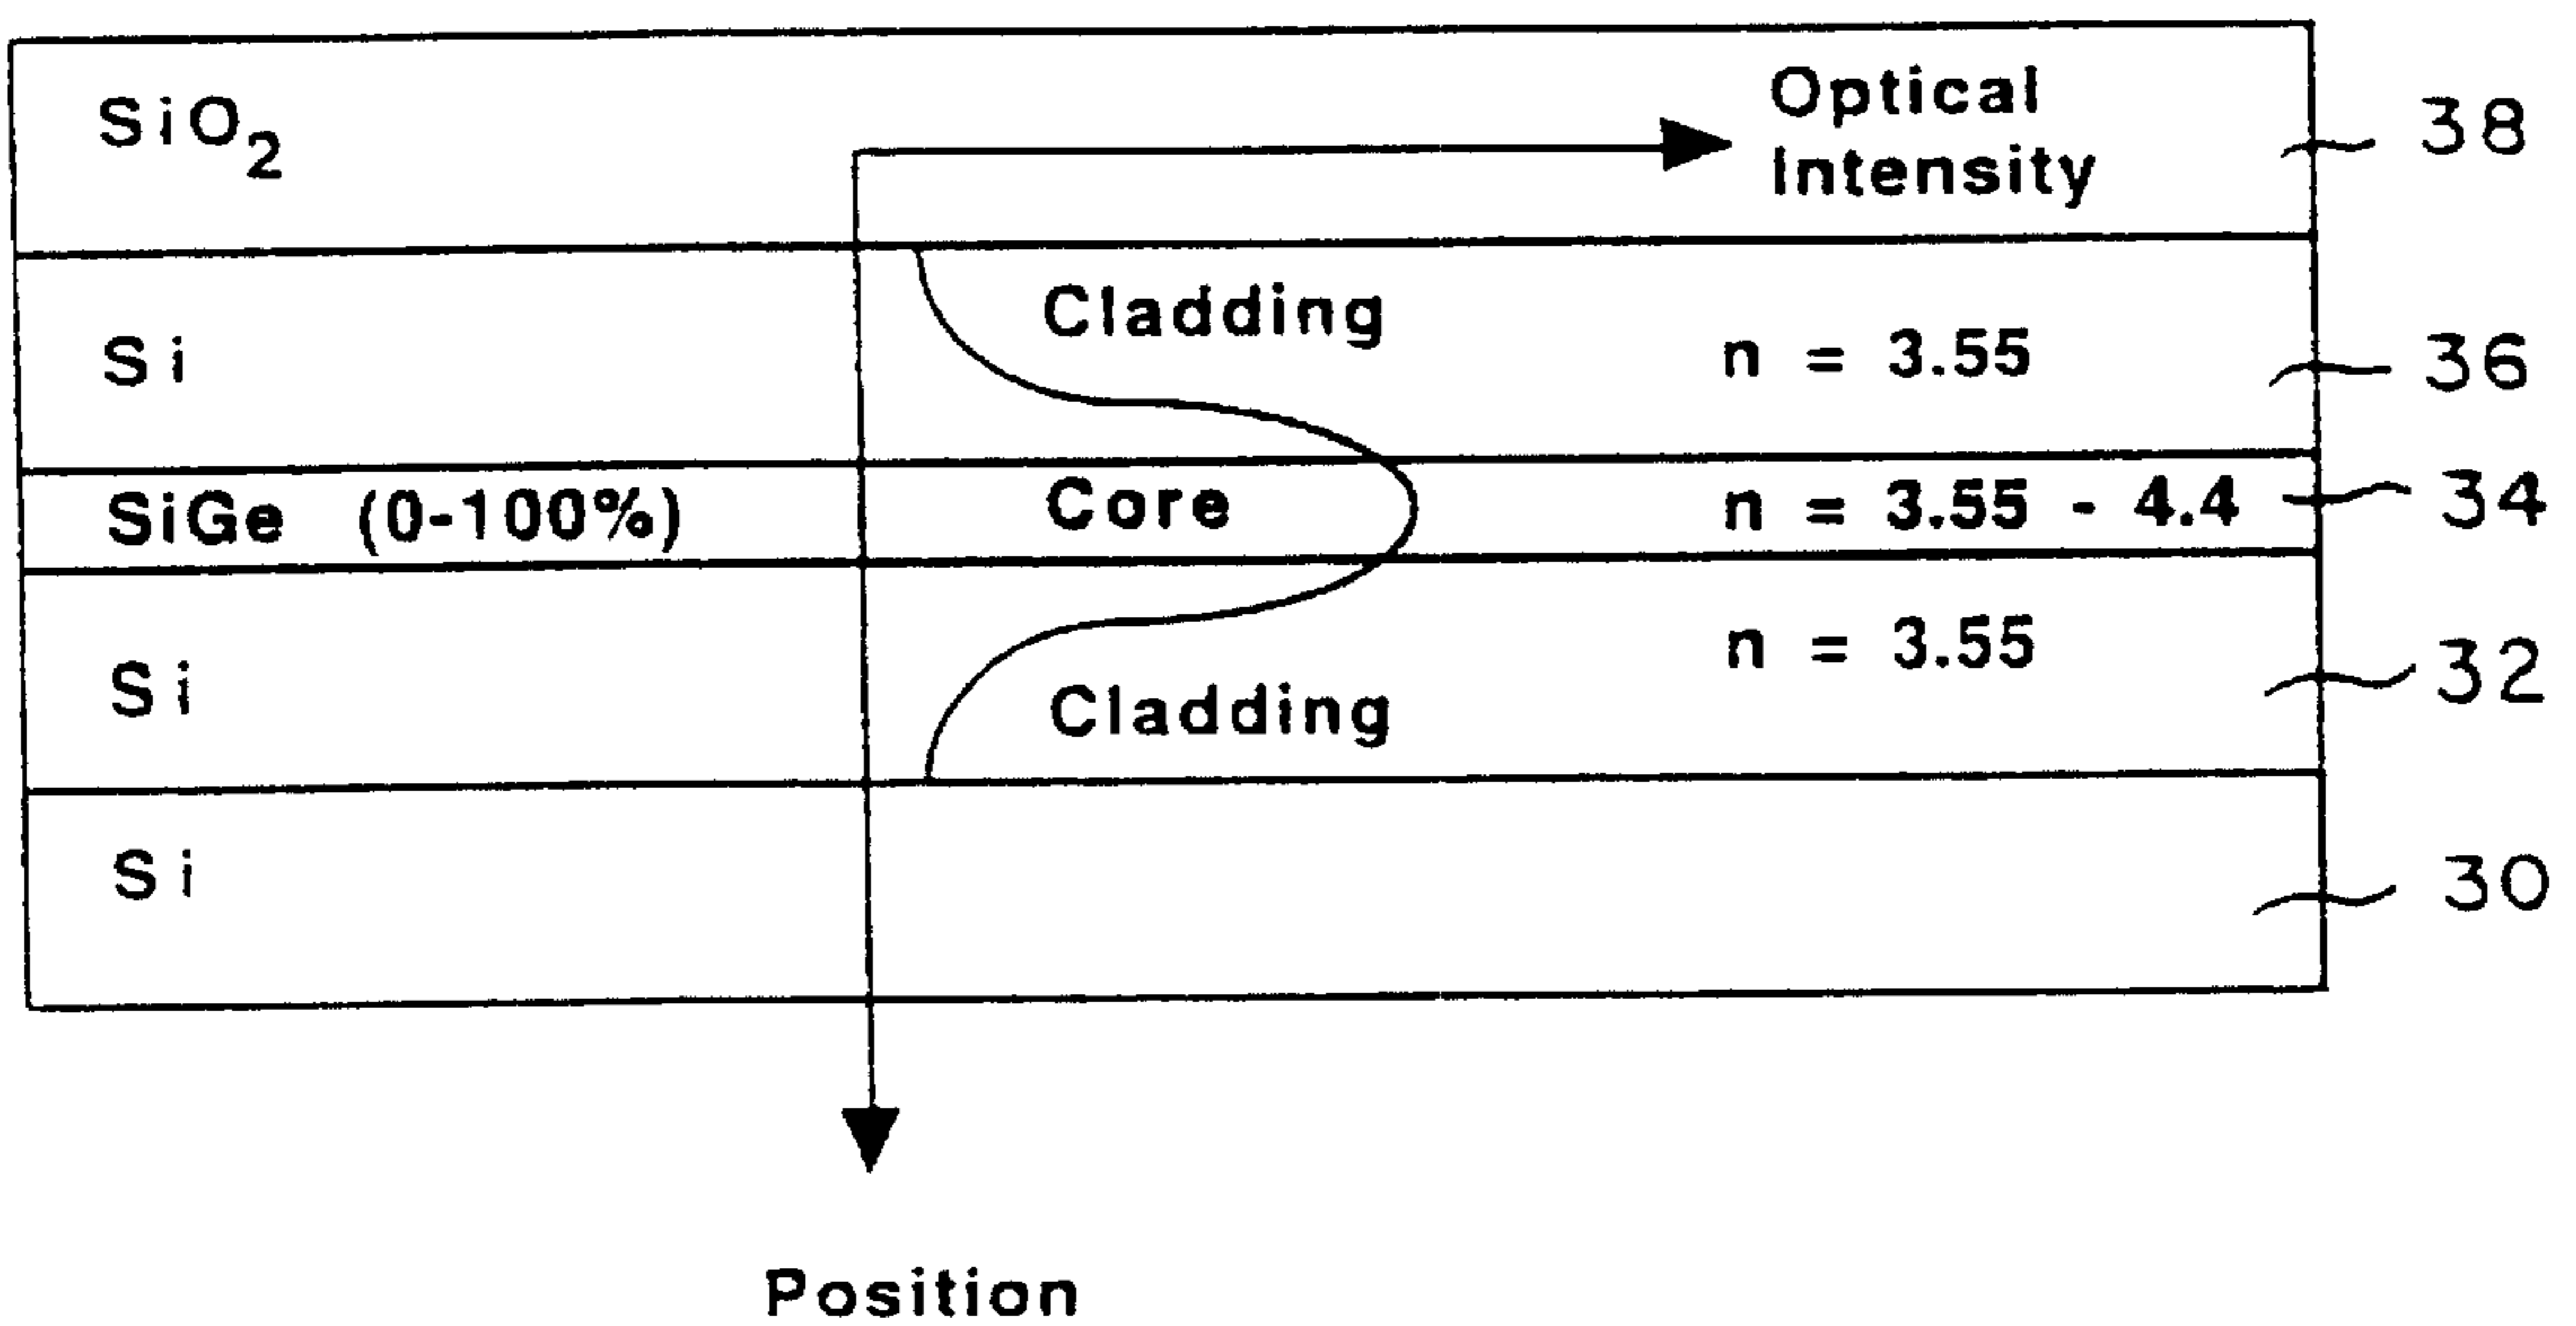 SiO2
Optical
Intensity
38
Cladding
Si
n = 3.55
36
SiGe (0-100%)
Core
n = 3.55 - 4.4
34
Si
n = 3.55
32
Cladding
Si
30
Position